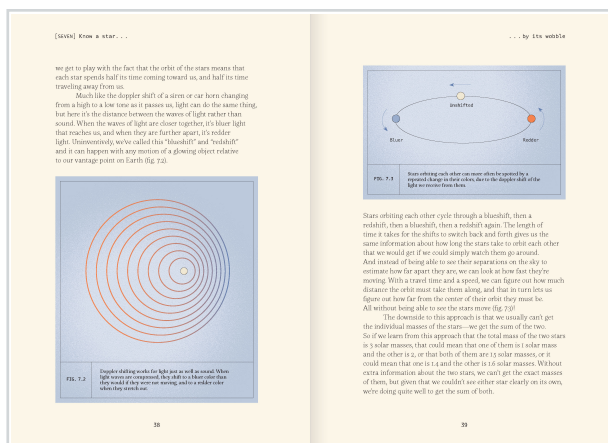 [SEVEN] Know a star...
we get to play with the fact that the orbit of the stars means that
each star spends half its time coming toward us, and half its time
traveling away from us.
Much like the doppler shift of a siren or car horn changing
from a high to a low tone as it passes us, light can do the same thing,
but here it's the distance between the waves of light rather than
sound. When the waves of light are closer together, it's bluer light
that reaches us, and when they are further apart, it's redder
light. Uninventively, we've called this "blueshift" and "redshift"
and it can happen with any motion of a glowing object relative
to our vantage point on Earth (fig. 7.2).
FIG. 7.2
Doppler shifting works for light just as well as sound. When
light waves are compressed, they shift to a bluer color than
they would if they were not moving, and to a redder color
when they stretch out.
38
...by its wobble
Unshifted
Bluer
Redder
FIG. 7.3
Stars orbiting each other can more often be spotted by a
repeated change in their colors, due to the doppler shift of the
light we receive from them.
Stars orbiting each other cycle through a blueshift, then a
redshift, then a blueshift, then a redshift again. The length of
time it takes for the shifts to switch back and forth gives us the
same information about how long the stars take to orbit each other
that we would get if we could simply watch them go around.
And instead of being able to see their separations on the sky to
estimate how far apart they are, we can look at how fast they're
moving. With a travel time and a speed, we can figure out how much
distance the orbit must take them along, and that in turn lets us
figure out how far from the center of their orbit they must be.
All without being able to see the stars move (fig. 7.3)!
The downside to this approach is that we usually can't get
the individual masses of the stars—we get the sum of the two.
So if we learn from this approach that the total mass of the two stars
is 3 solar masses, that could mean that one of them is 1 solar mass
and the other is 2, or that both of them are 1.5 solar masses, or it
could mean that one is 1.4 and the other is 1.6 solar masses. Without
extra information about the two stars, we can't get the exact masses
of them, but given that we couldn't see either star clearly on its own,
we're doing quite well to get the sum of both.
39